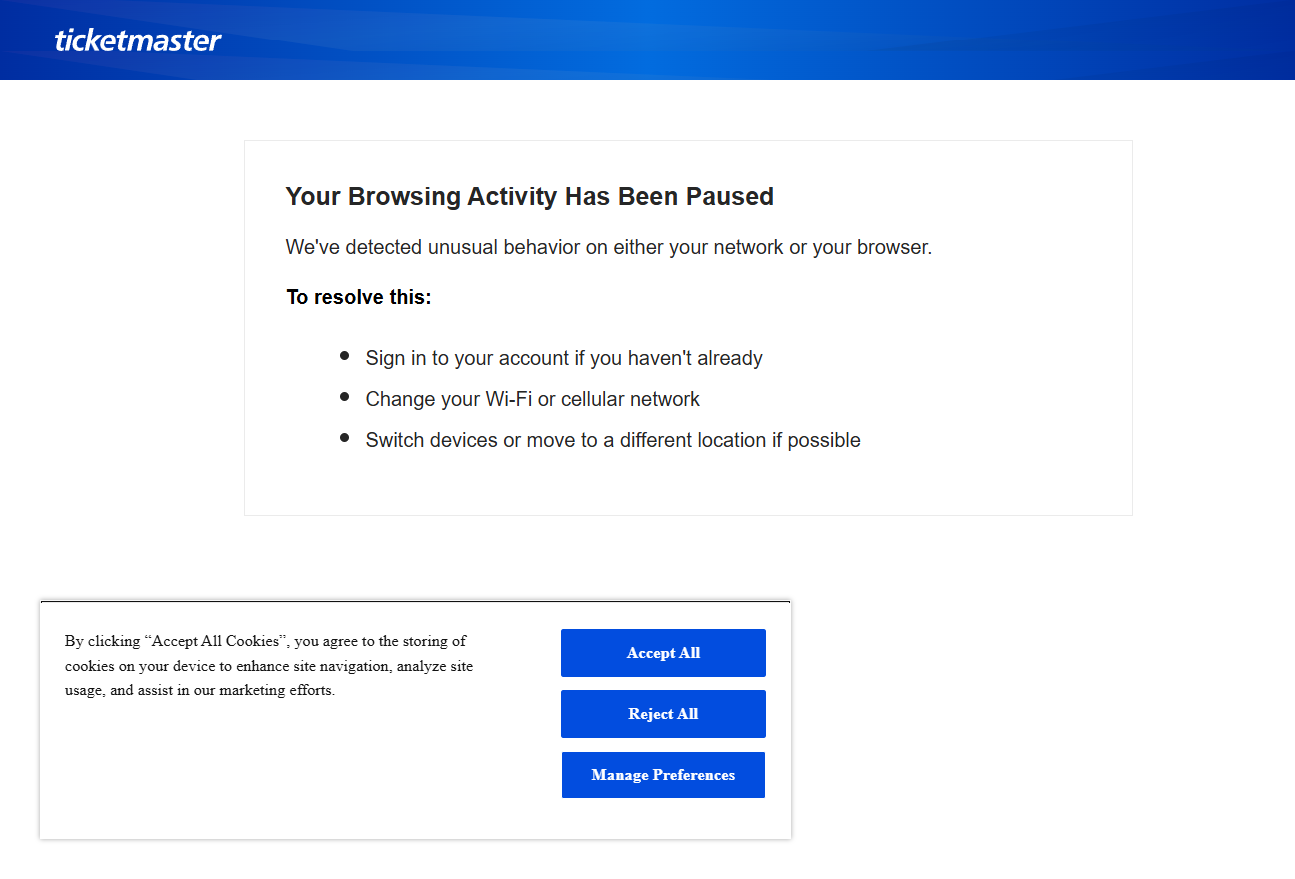 ticketmaster
Your Browsing Activity Has Been Paused
We've detected unusual behavior on either your network or your browser.
To resolve this:
Sign in to your account if you haven't already
Change your Wi-Fi or cellular network
Switch devices or move to a different location if possible
By clicking “Accept All Cookies”, you agree to the storing of
cookies on your device to enhance site navigation, analyze site
usage, and assist in our marketing efforts.
Accept All
Reject All
Manage Preferences